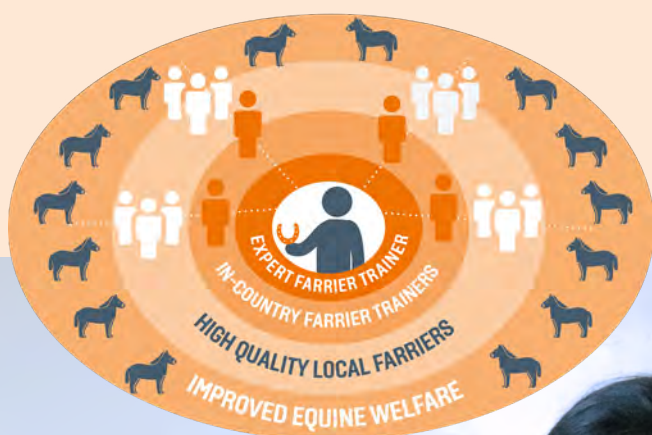 EXPERT FARRIER TRAINER
IN-COUNTRY FARRIER TRAINERS
HIGH QUALITY LOCAL FARRIERS
IMPROVED EQUINE WELFARE